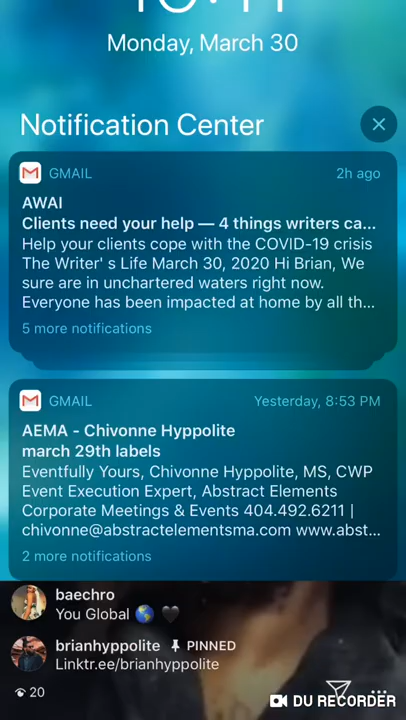 Monday, March 30
Notification Center
GMAIL 2h ago
AWAI
Clients need your help — 4 things writers ca...
Help your clients cope with the COVID-19 crisis
The Writer' s Life March 30, 2020 Hi Brian, We
sure are in unchartered waters right now.
Everyone has been impacted at home by all th...
5 more notifications
GMAIL Yesterday, 8:53 PM
AEMA - Chivonne Hyppolite
march 29th labels
Eventfully Yours, Chivonne Hyppolite, MS, CWP
Event Execution Expert, Abstract Elements
Corporate Meetings & Events 404.492.6211 |
chivonne@abstractelementsma.com www.abst...
2 more notifications
baechro
You Global 🌎 🖤
brianhyppolite PINNED
Linktr.ee/brianhyppolite
20
DU RECORDER